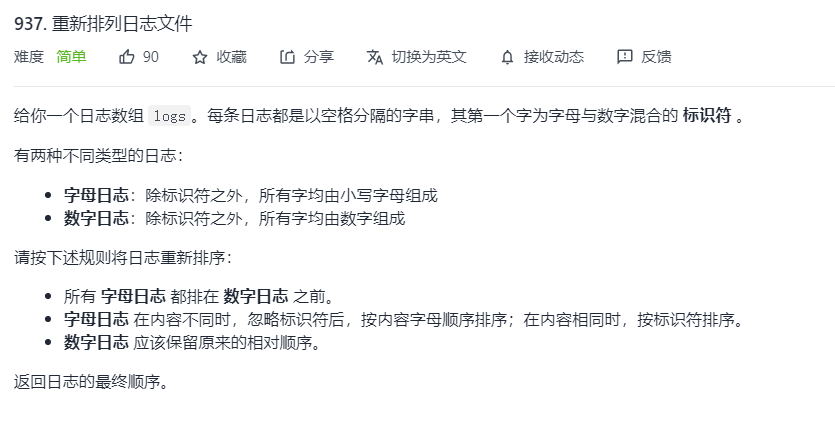 937. 重新排列日志文件
难度 简单 90 收藏 分享 切换为英文 接收动态 反馈
给你一个日志数组 logs。每条日志都是以空格分隔的字串，其第一个字为字母与数字混合的 标识符 。
有两种不同类型的日志：
• 字母日志：除标识符之外，所有字均由小写字母组成
• 数字日志：除标识符之外，所有字均由数字组成
请按下述规则将日志重新排序：
• 所有 字母日志 都排在 数字日志 之前。
• 字母日志 在内容不同时，忽略标识符后，按内容字母顺序排序；在内容相同时，按标识符排序。
• 数字日志 应该保留原来的相对顺序。
返回日志的最终顺序。